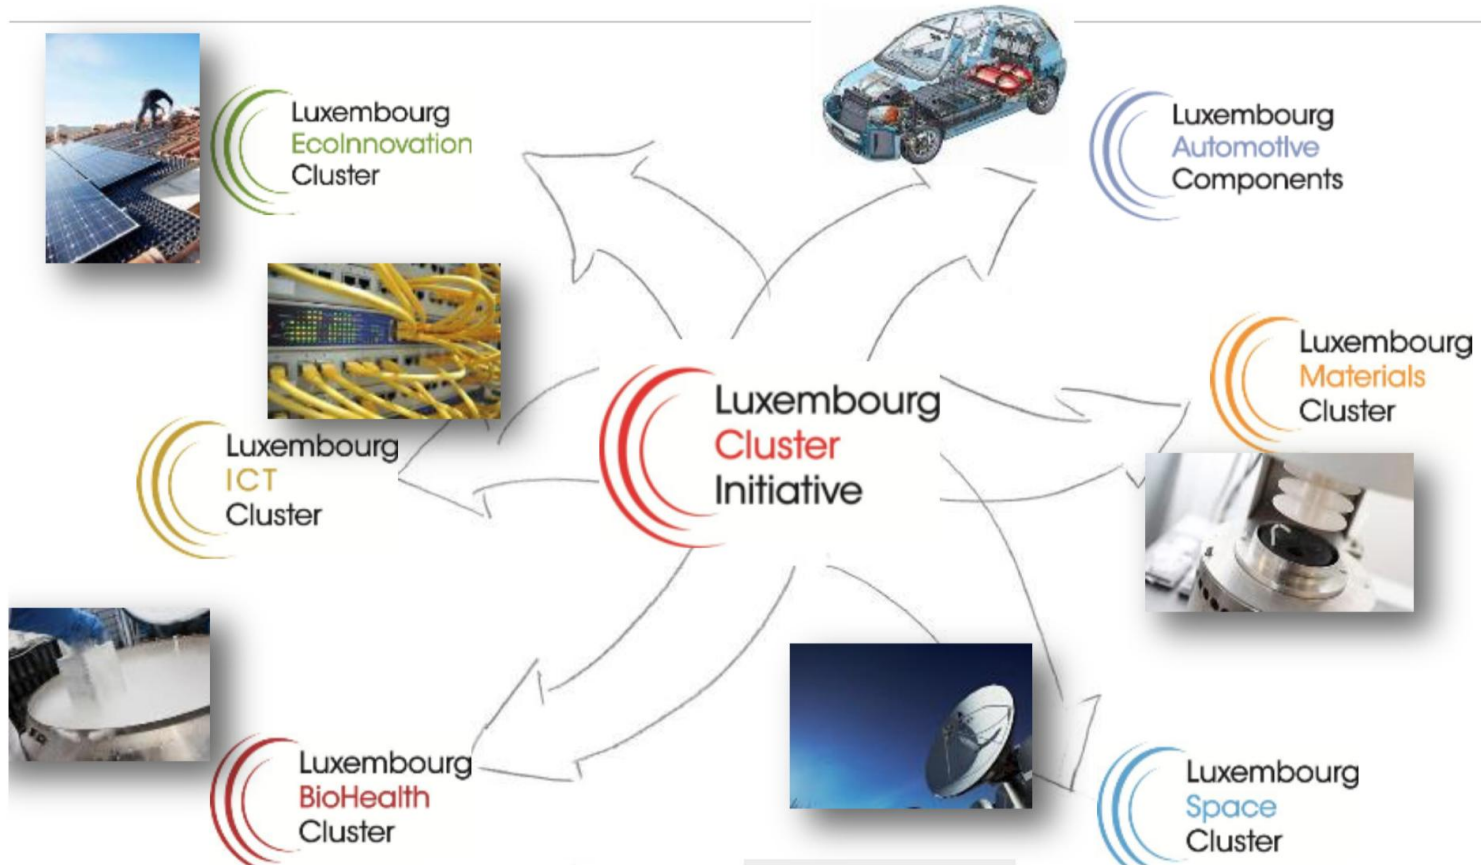 Luxembourg
EcoInnovation
Cluster
Luxembourg
Automotive
Components
Luxembourg
Materials
Cluster
Luxembourg
Cluster
Initiative
Luxembourg
ICT
Cluster
Luxembourg
BioHealth
Cluster
Luxembourg
Space
Cluster